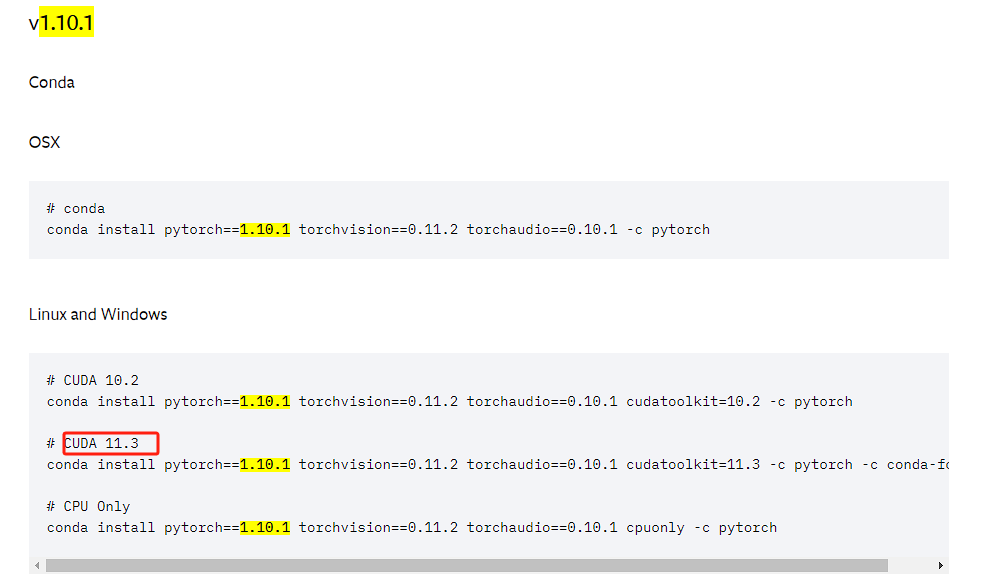 v1.10.1
Conda
OSX
# conda
conda install pytorch==1.10.1 torchvision==0.11.2 torchaudio==0.10.1 -c pytorch
Linux and Windows
# CUDA 10.2
conda install pytorch==1.10.1 torchvision==0.11.2 torchaudio==0.10.1 cudatoolkit=10.2 -c pytorch
# CUDA 11.3
conda install pytorch==1.10.1 torchvision==0.11.2 torchaudio==0.10.1 cudatoolkit=11.3 -c pytorch -c
# CPU Only
conda install pytorch==1.10.1 torchvision==0.11.2 torchaudio==0.10.1 cpuonly -c pytorch